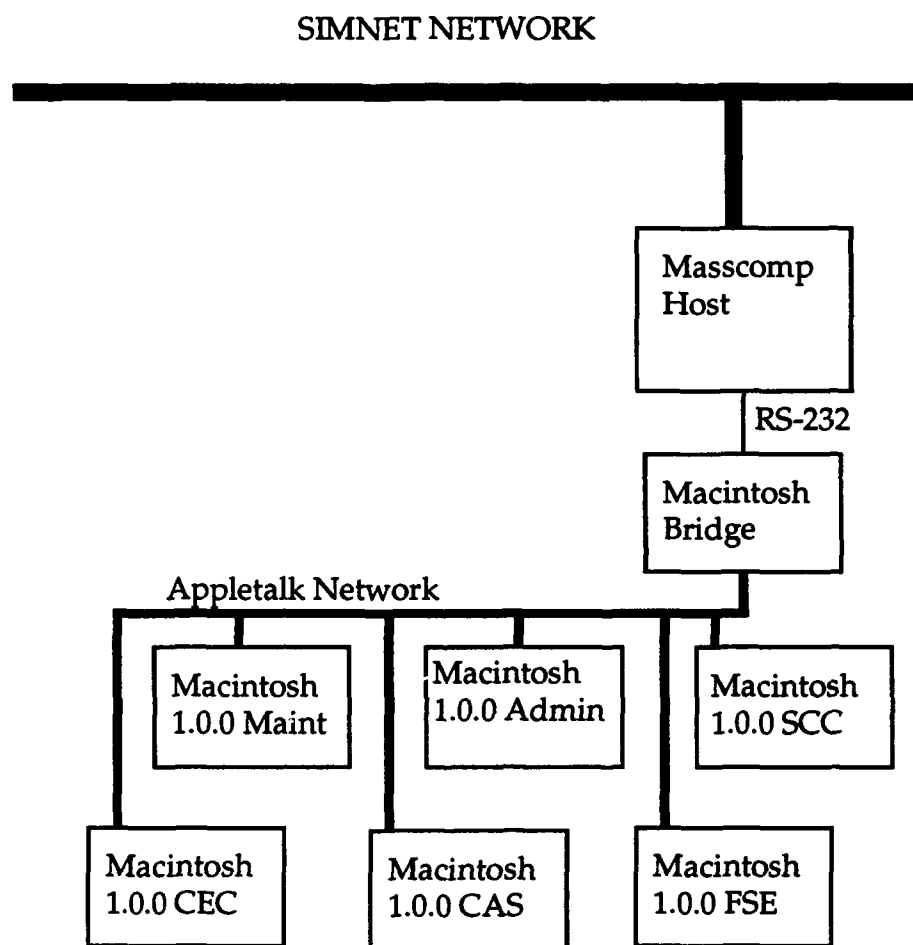 SIMNET NETWORK
Masscomp
Host
RS-232
Macintosh
Bridge
Appletalk Network
Macintosh
1.0.0 Maint
Macintosh
1.0.0 Admin
Macintosh
1.0.0 SCC
Macintosh
1.0.0 CEC
Macintosh
1.0.0 CAS
Macintosh
1.0.0 FSE